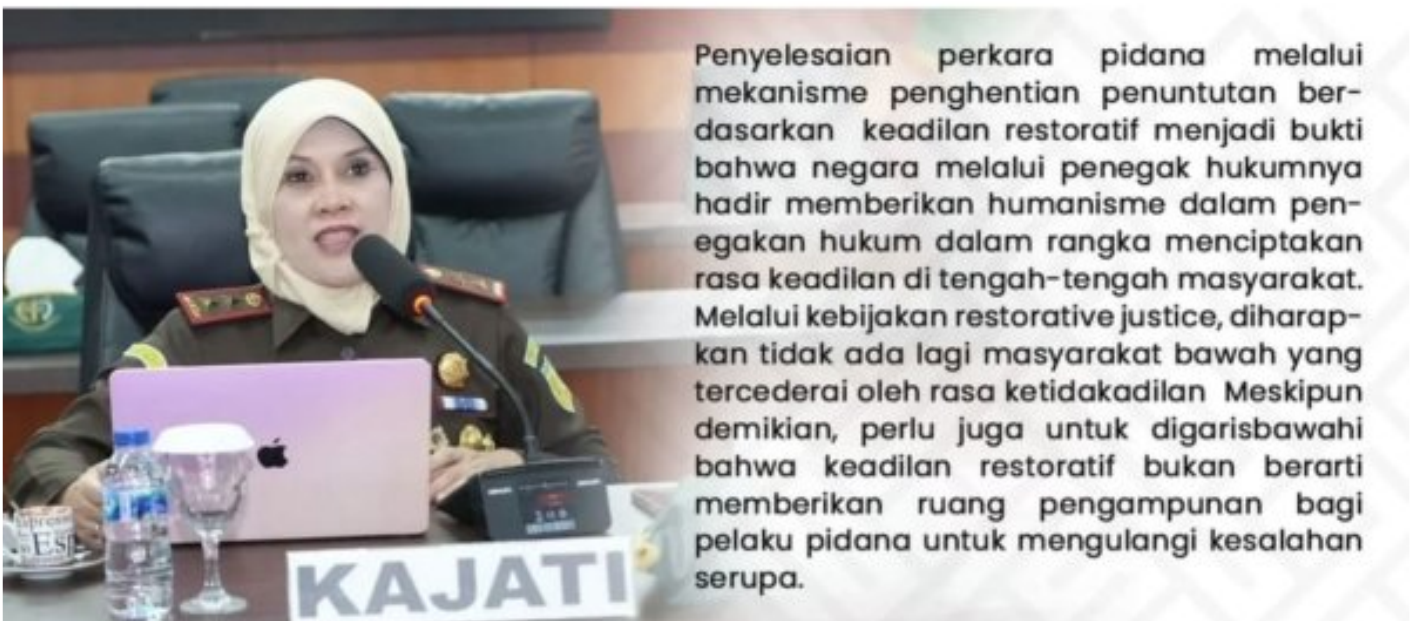 Penyelesaian perkara pidana melalui
mekanisme penghentian penuntutan ber-
dasarkan keadilan restoratif menjadi bukti
bahwa negara melalui penegak hukumnya
hadir memberikan humanisme dalam pen-
egakan hukum dalam rangka menciptakan
rasa keadilan di tengah-tengah masyarakat.
Melalui kebijakan restorative justice, diharap-
kan tidak ada lagi masyarakat bawah yang
tercederai oleh rasa ketidakadilan Meskipun
demikian, perlu juga untuk digarisbawahi
bahwa keadilan restoratif bukan berarti
memberikan ruang pengampunan bagi
pelaku pidana untuk mengulangi kesalahan
serupa.
KAJATI